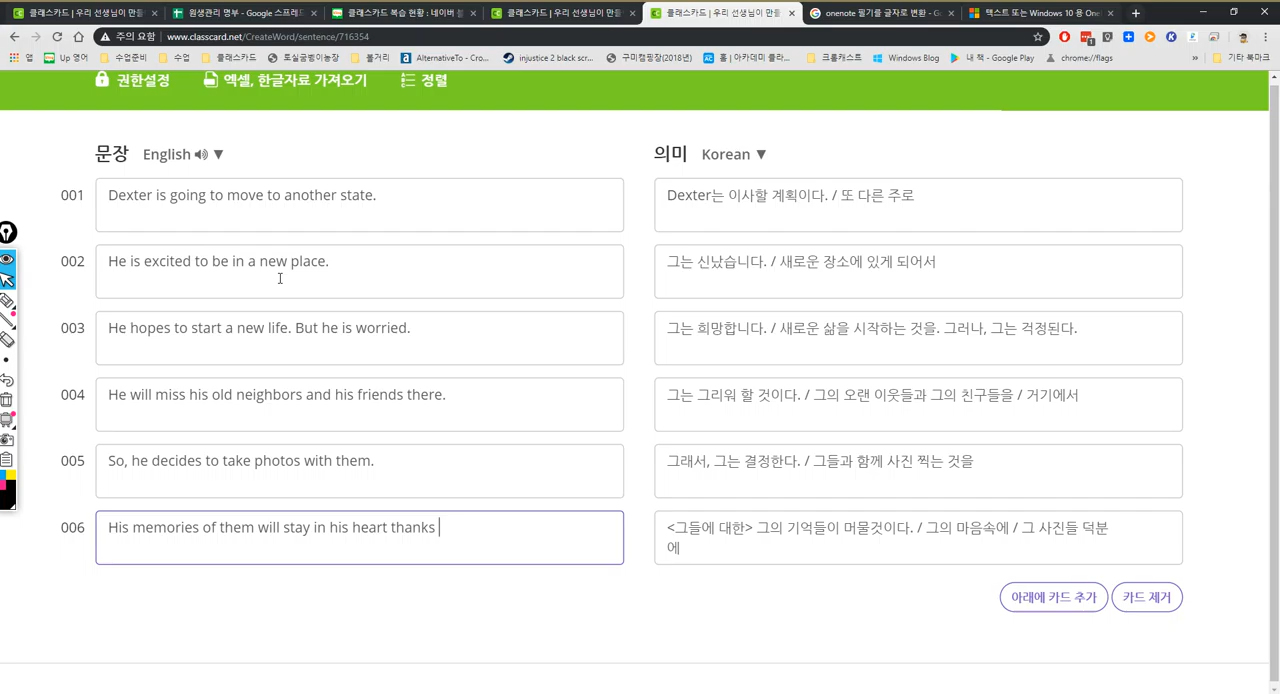 클래스카드 | 우리 선생님이 만들
원생관리 명부 - Google 스프레
클래스카드 복습 현황 : 네이버 블
클래스카드 | 우리 선생님이 만들
클래스카드 | 우리 선생님이 만들
onenote 필기를 글자로 변환 - G
맥스트 또는 Windows 10 용 One
주의 요함 www.classcard.net/CreateWord/sentence/716354
앱 Up 영어 수업준비 수업 클래스카드 토실궁뱅이농장 볼거리 AlternativeTo - Cro... injustice 2 black scr... 구미캠핑장(2018년) 홈 | 아카데미 클라... 크롬캐스트 Windows Blog 내 책 - Google Play chrome://flags » 기타 북마크
권한설정 엑셀, 한글자료 가져오기 정렬
문장 English ▼ 의미 Korean ▼
001 Dexter is going to move to another state. Dexter는 이사할 계획이다. / 또 다른 주로
002 He is excited to be in a new place. 그는 신났습니다. / 새로운 장소에 있게 되어서
003 He hopes to start a new life. But he is worried. 그는 희망합니다. / 새로운 삶을 시작하는 것을. 그러나, 그는 걱정된다.
004 He will miss his old neighbors and his friends there. 그는 그리워 할 것이다. / 그의 오랜 이웃들과 그의 친구들을 / 거기에서
005 So, he decides to take photos with them. 그래서, 그는 결정한다. / 그들과 함께 사진 찍는 것을
006 His memories of them will stay in his heart thanks <그들에 대한> 그의 기억들이 머물것이다. / 그의 마음속에 / 그 사진들 덕분
에
아래에 카드 추가 카드 제거